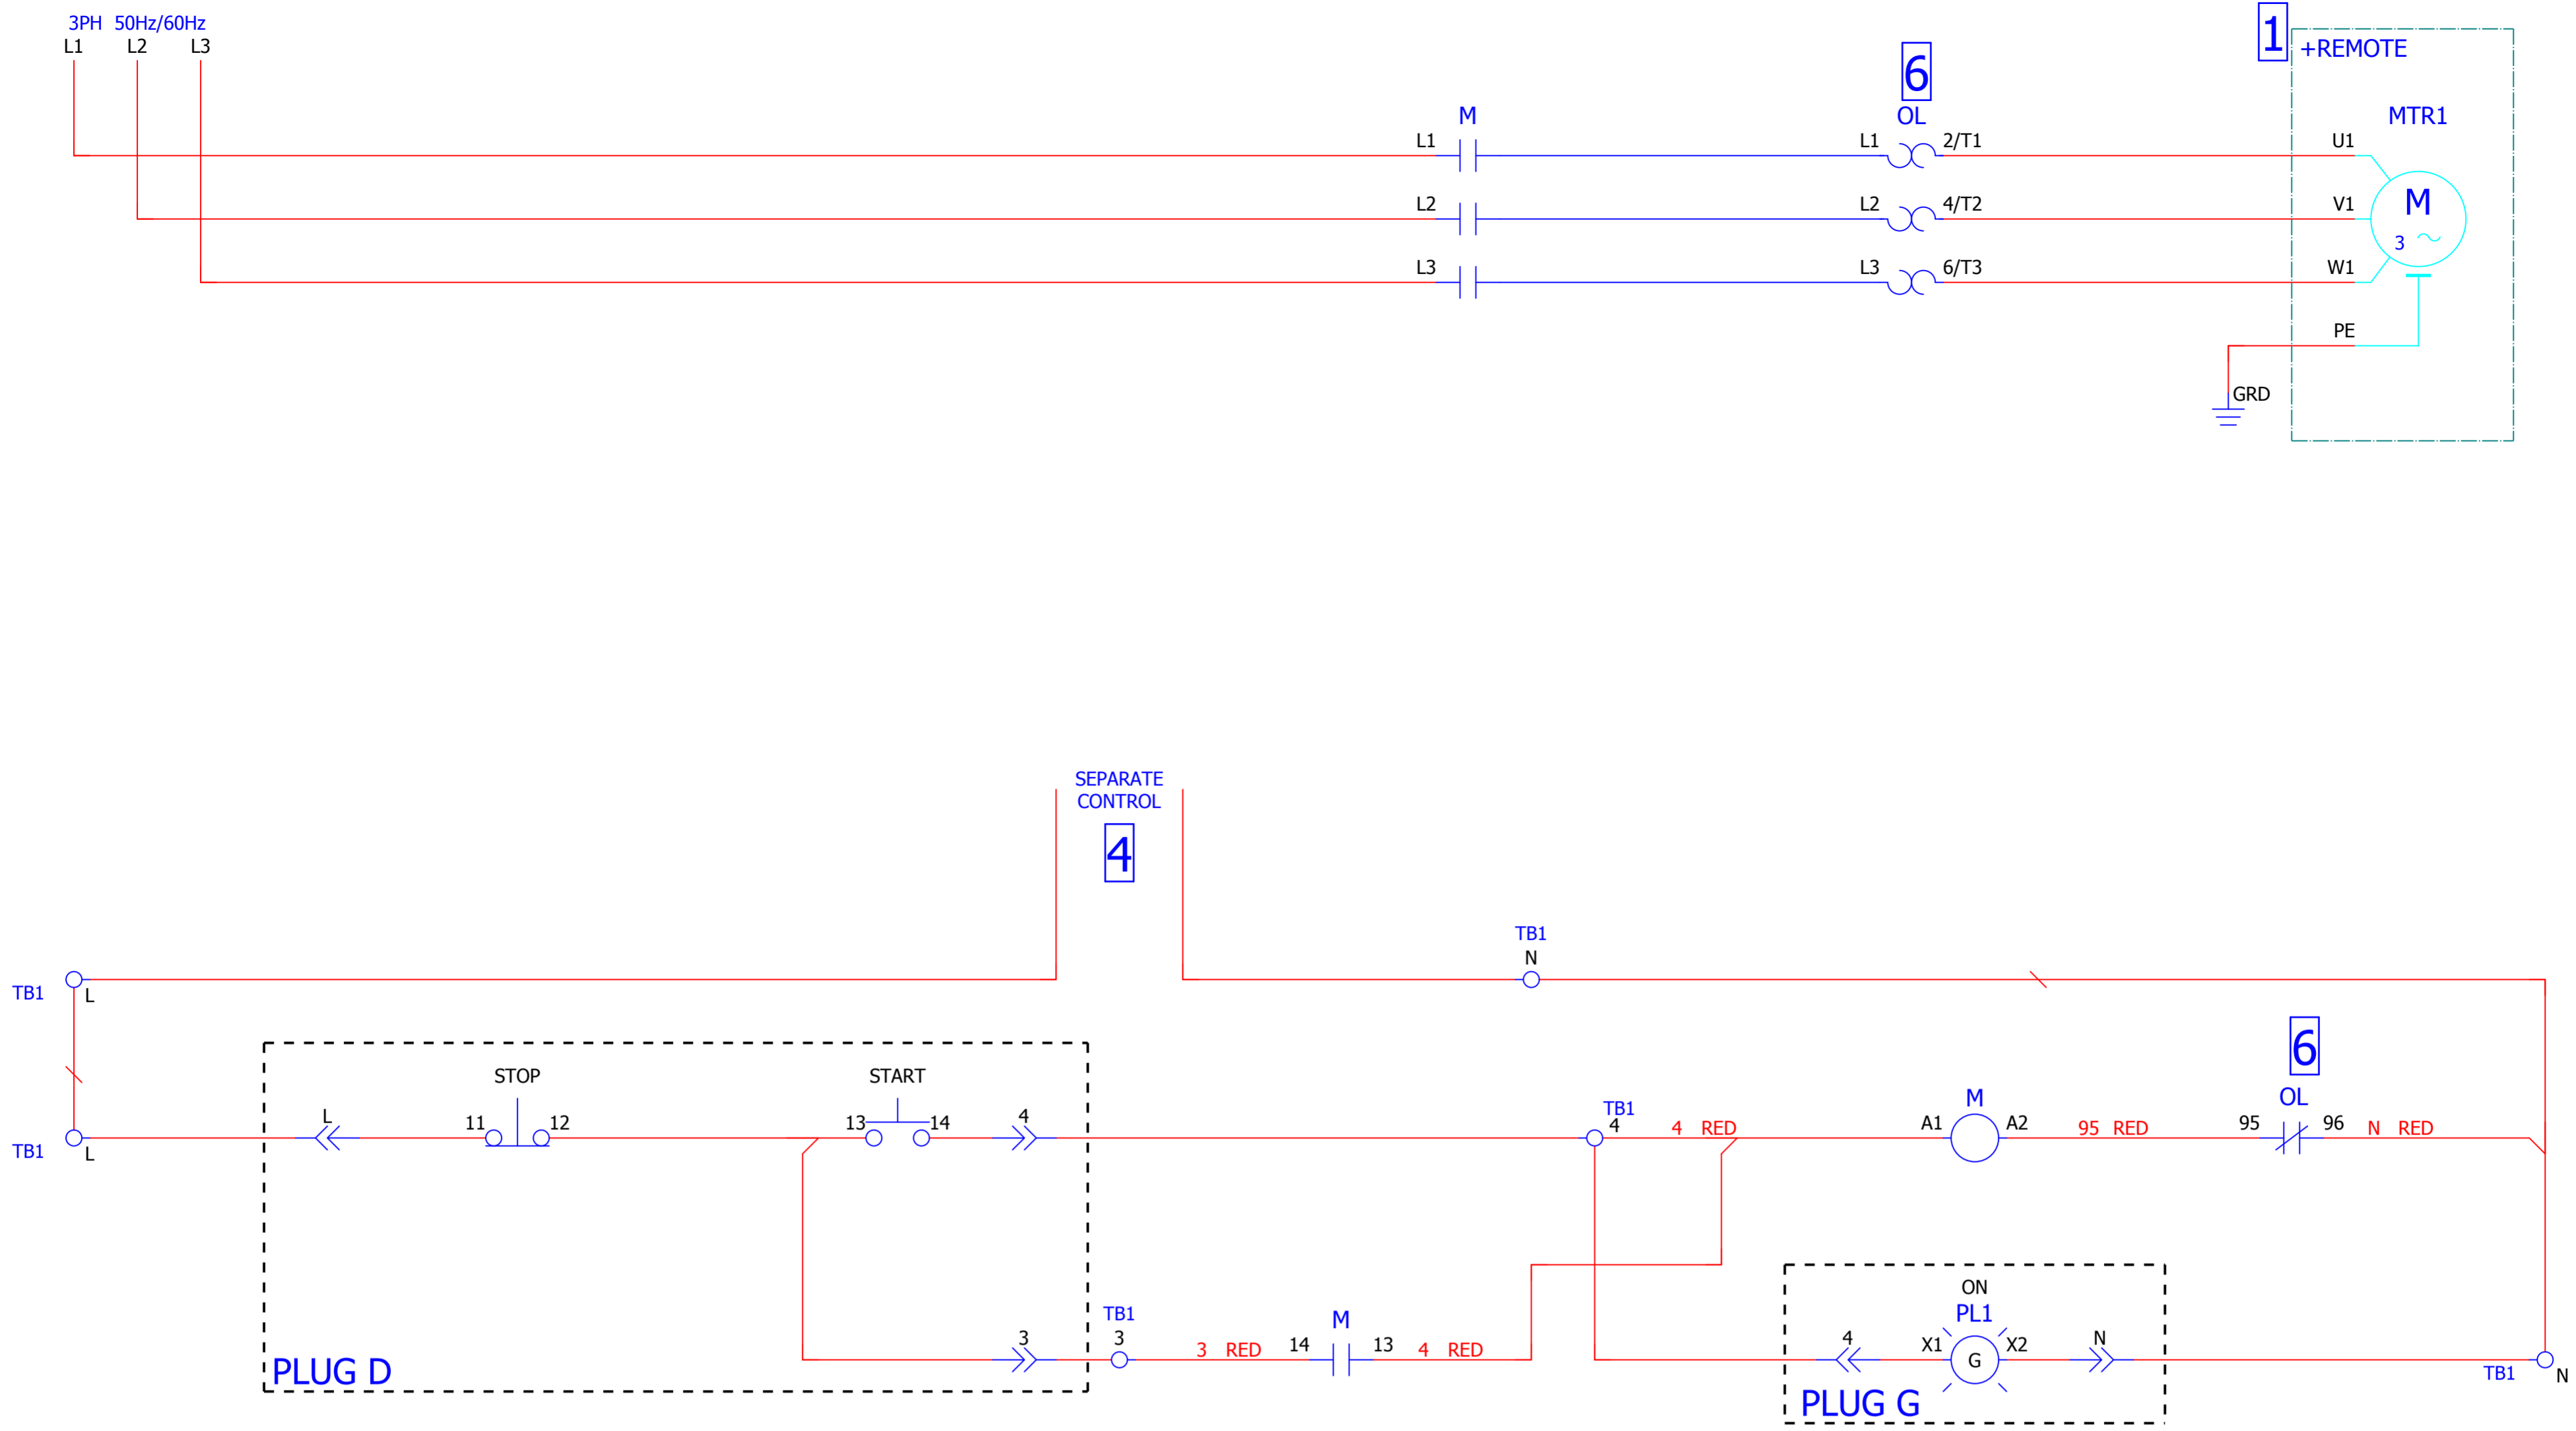 3PH 50Hz/60Hz
L1 L2 L3
1
+REMOTE
6
M
OL
MTR1
L1 L1 2/T1 U1
L2 L2 4/T2 V1
M
3
L3 L3 6/T3 W1
PE
GRD
SEPARATE
CONTROL
4
TB1
N
TB1 L
6
STOP START
OL
M
L 11 12 13 14 4
TB1
4
4 RED A1 A2 95 RED 95 96 N RED
TB1 L
ON
PL1
TB1
M
3 3 3 RED 14 13 4 RED
4 X1 G X2 N
PLUG D
PLUG G
TB1 N